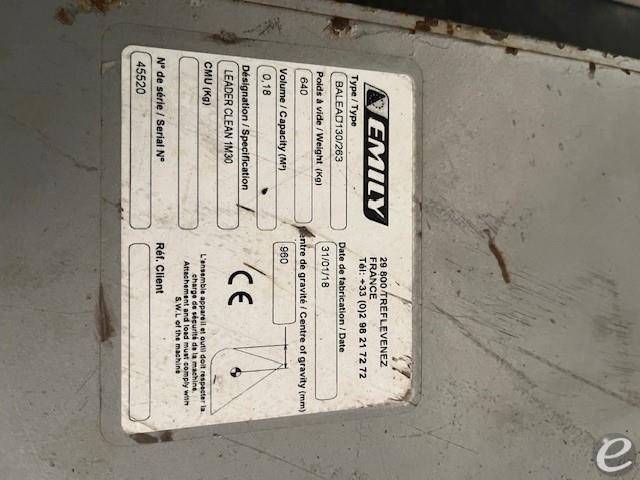 EMILY
29 800 TREFLEVENEZ
FRANCE
Tél: +33 (0)2 98 21 72 72
Type / Type
BALEA□130/263
Date de fabrication / Date
31/01/18
Poids à vide / Weight (Kg)
640
Centre de gravité / Centre of gravity (mm)
960
Volume / Capacity (M³)
0,18
Désignation / Specification
LEADER CLEAN 1M30
CE
CMU (Kg)
L'ensemble appareil et outil doit respecter la
charge de sécurité de la machine.
Attachement and load must comply with
S.W.L of the machine
N° de série / Serial N°
45520
Réf. Client
e